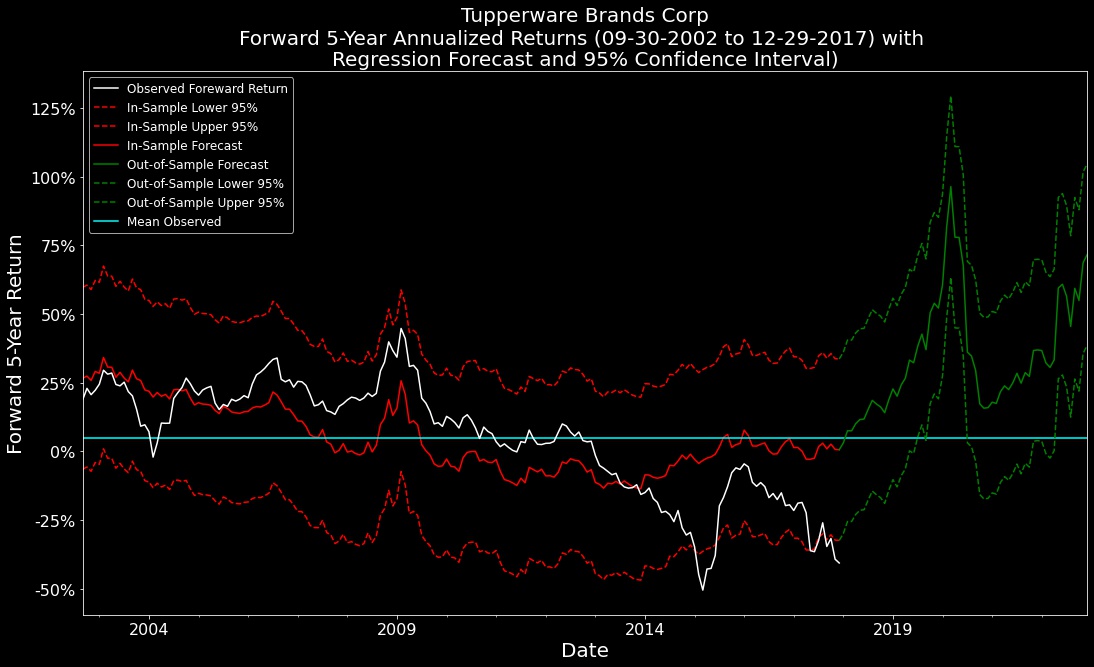 Tupperware Brands Corp
Forward 5-Year Annualized Returns (09-30-2002 to 12-29-2017) with
Regression Forecast and 95% Confidence Interval)
Observed Foreward Return
In-Sample Lower 95%
In-Sample Upper 95%
In-Sample Forecast
Out-of-Sample Forecast
Out-of-Sample Lower 95%
Out-of-Sample Upper 95%
Mean Observed
Forward 5-Year Return
125%
100%
75%
50%
25%
0%
-25%
-50%
2004
2009
2014
2019
Date